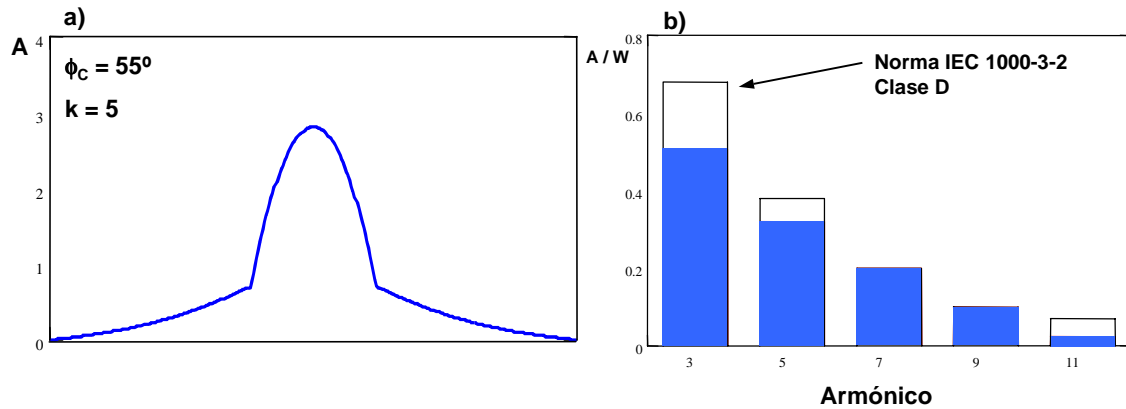 a)
A
4
3
2
1
0
ϕC = 55º
k = 5
b)
A / W
0.8
0.6
0.4
0.2
0
Norma IEC 1000-3-2
Clase D
3 5 7 9 11
Armónico